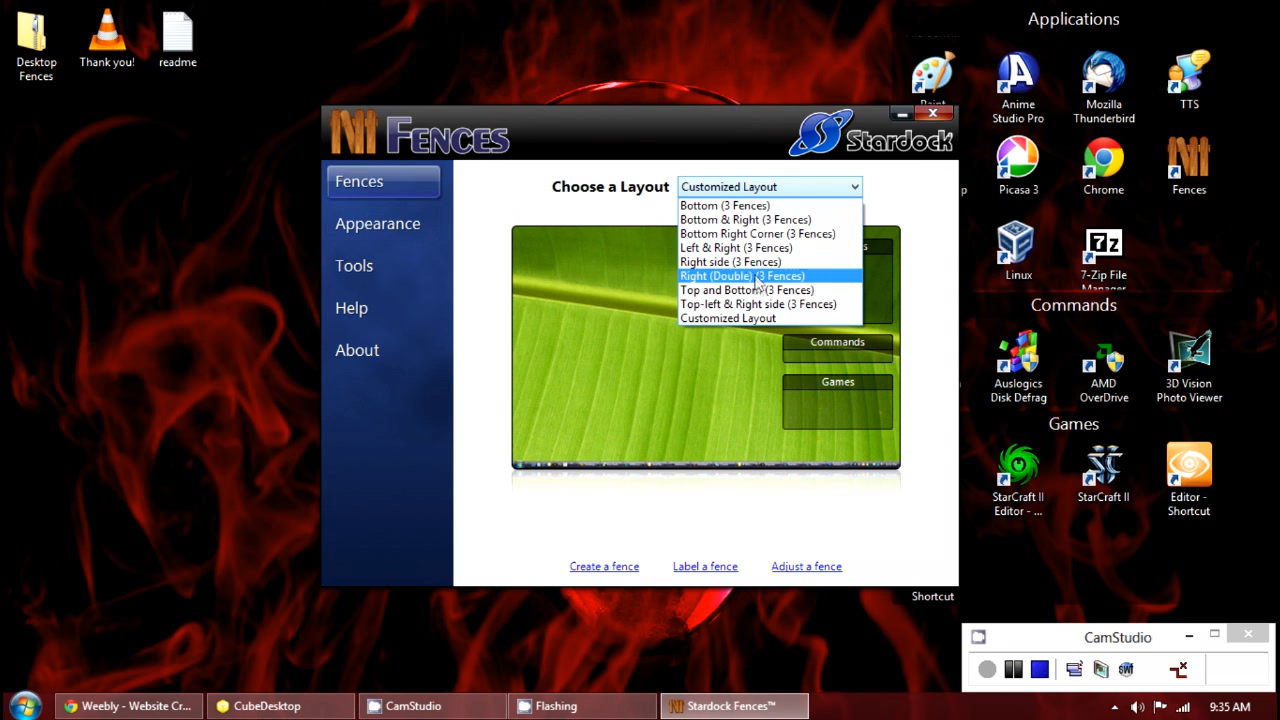 Desktop
Fences
Thank you!
readme
Applications
Paint
Anime
Studio Pro
Mozilla
Thunderbird
TTS
Picasa 3
Chrome
Fences
Linux
7-Zip File
Manager
Commands
Auslogics
Disk Defrag
AMD
OverDrive
3D Vision
Photo Viewer
Games
StarCraft II
Editor - ...
StarCraft II
Editor -
Shortcut
FENCES
Stardock
Fences
Appearance
Tools
Help
About
Choose a Layout
Customized Layout
Bottom (3 Fences)
Bottom & Right (3 Fences)
Bottom Right Corner (3 Fences)
Left & Right (3 Fences)
Right side (3 Fences)
Right (Double) (3 Fences)
Top and Bottom (3 Fences)
Top-left & Right side (3 Fences)
Customized Layout
Commands
Games
Create a fence
Label a fence
Adjust a fence
Shortcut
CamStudio
SWF
Weebly - Website Cr...
CubeDesktop
CamStudio
Flashing
Stardock Fences™
9:35 AM